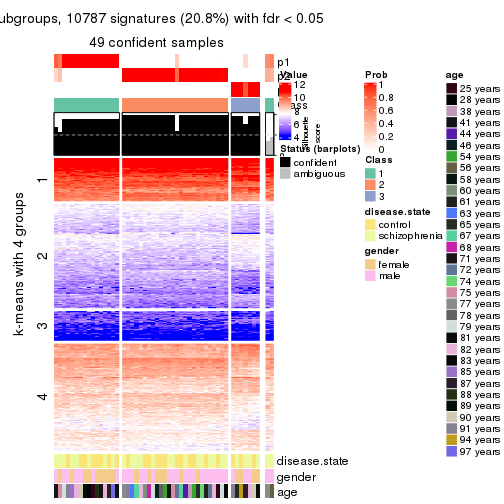 ubgroups, 10787 signatures (20.8%) with fdr < 0.05
49 confident samples
k-means with 4 groups
1
2
3
4
p1
p2
Value
12
10
8
6
4
Silhouette
score
Status (barplots)
confident
ambiguous
Prob
1
0.8
0.6
0.4
0.2
0
Class
1
2
3
disease.state
control
schizophrenia
gender
female
male
age
25 years
28 years
38 years
41 years
44 years
46 years
54 years
56 years
58 years
60 years
61 years
63 years
65 years
67 years
68 years
71 years
72 years
74 years
75 years
77 years
78 years
79 years
81 years
82 years
83 years
85 years
87 years
88 years
89 years
90 years
91 years
94 years
97 years
disease.state
gender
age